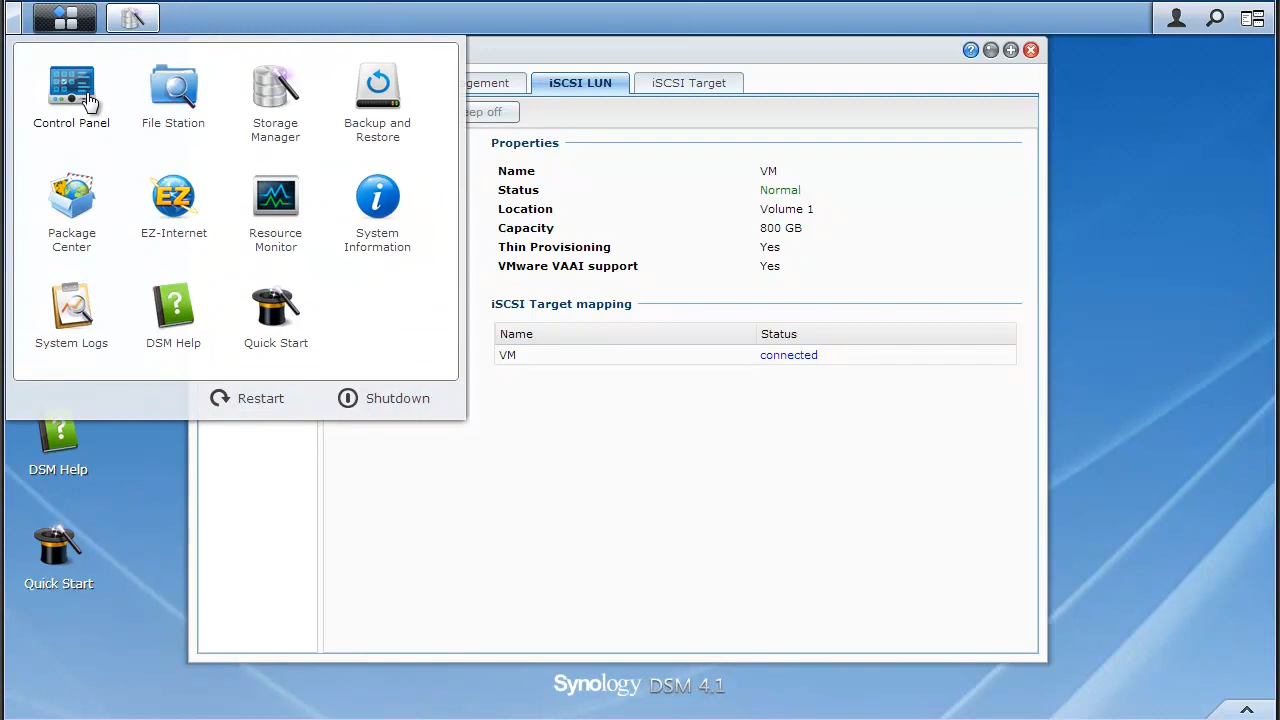 Control Panel
File Station
Storage
Manager
Backup and
Restore
Package
Center
EZ
EZ-Internet
Resource
Monitor
System
Information
System Logs
DSM Help
Quick Start
Restart
Shutdown
DSM Help
Quick Start
gement
iSCSI LUN
iSCSI Target
eep off
Properties
Name VM
Status Normal
Location Volume 1
Capacity 800 GB
Thin Provisioning Yes
VMware VAAI support Yes
iSCSI Target mapping
Name Status
VM connected
Synology DSM 4.1